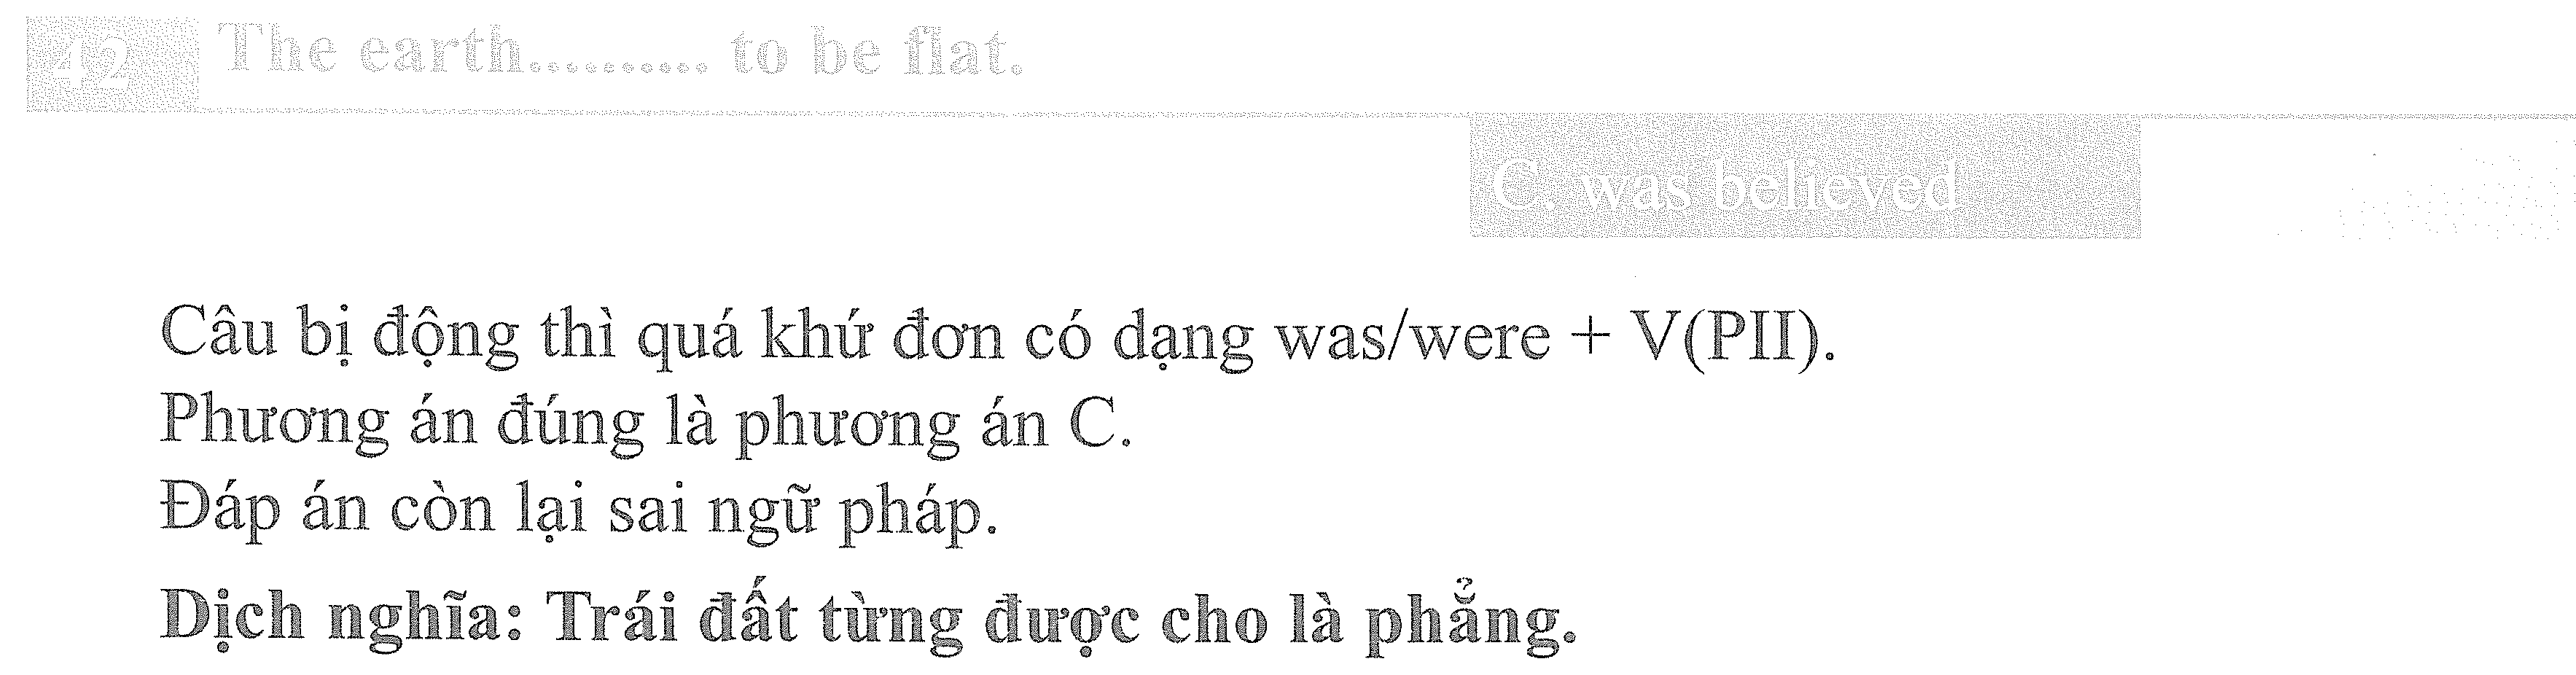 42 The earth.......... to be flat.
C. was believed
Câu bị động thì quá khứ đơn có dạng was/were + V(PII).
Phương án đúng là phương án C.
Đáp án còn lại sai ngữ pháp.
Dịch nghĩa: Trái đất từng được cho là phẳng.